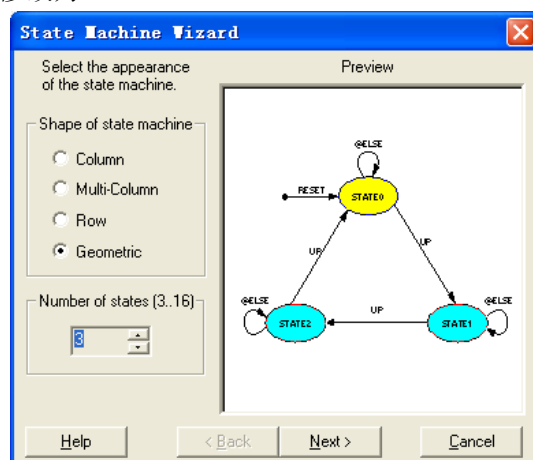 State Machine Wizard
Select the appearance
of the state machine.
Preview
Shape of state machine
Column
Multi-Column
Row
Geometric
Number of states (3..16)
3
@ELSE
RESET
STATE0
UP
UP
@ELSE
STATE2
UP
STATE1
@ELSE
Help
< Back
Next >
Cancel